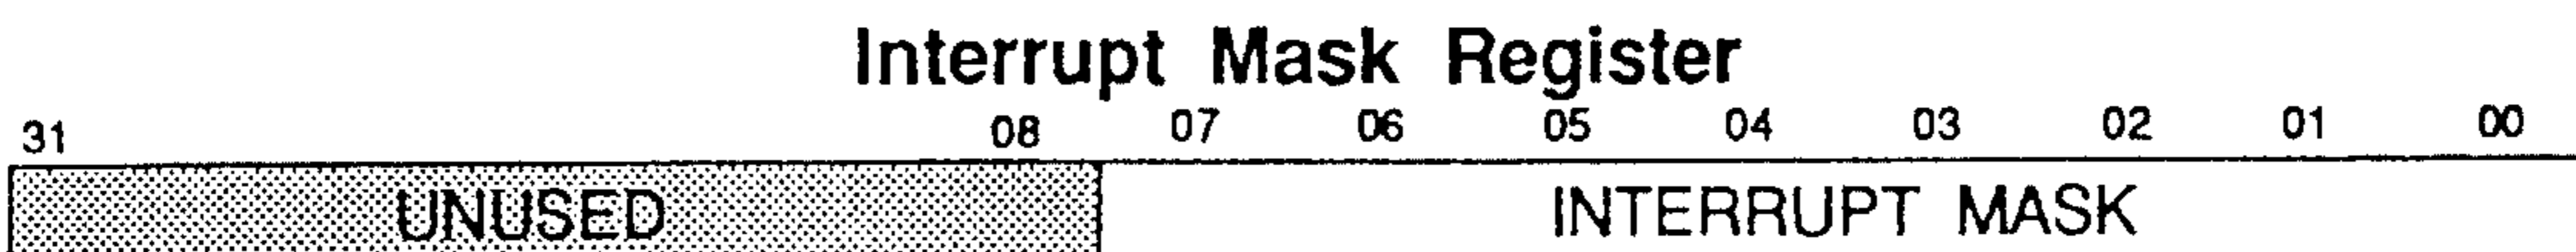 Interrupt Mask Register
31 08 07 06 05 04 03 02 01 00
UNUSED INTERRUPT MASK